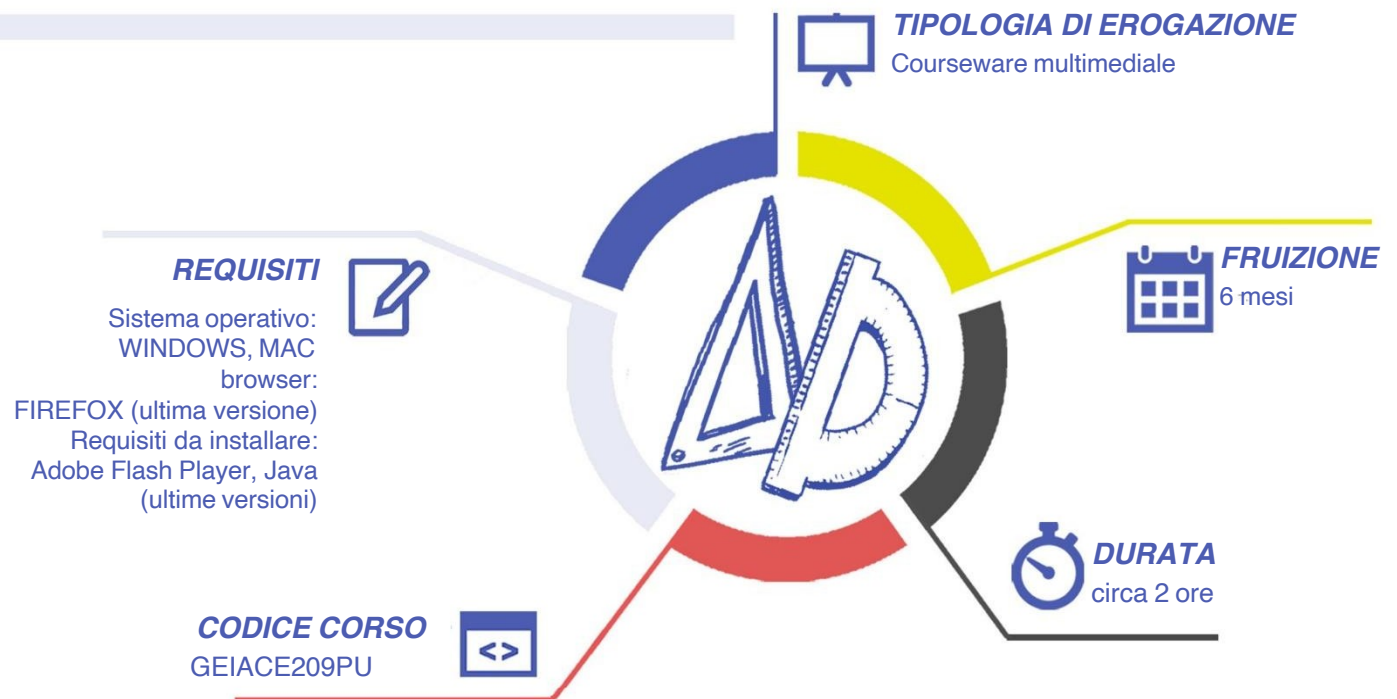 TIPOLOGIA DI EROGAZIONE
Courseware multimediale
FRUIZIONE
6 mesi
REQUISITI
Sistema operativo:
WINDOWS, MAC
browser:
FIREFOX (ultima versione)
Requisiti da installare:
Adobe Flash Player, Java
(ultime versioni)
DURATA
circa 2 ore
CODICE CORSO
GEIACE209PU
<>